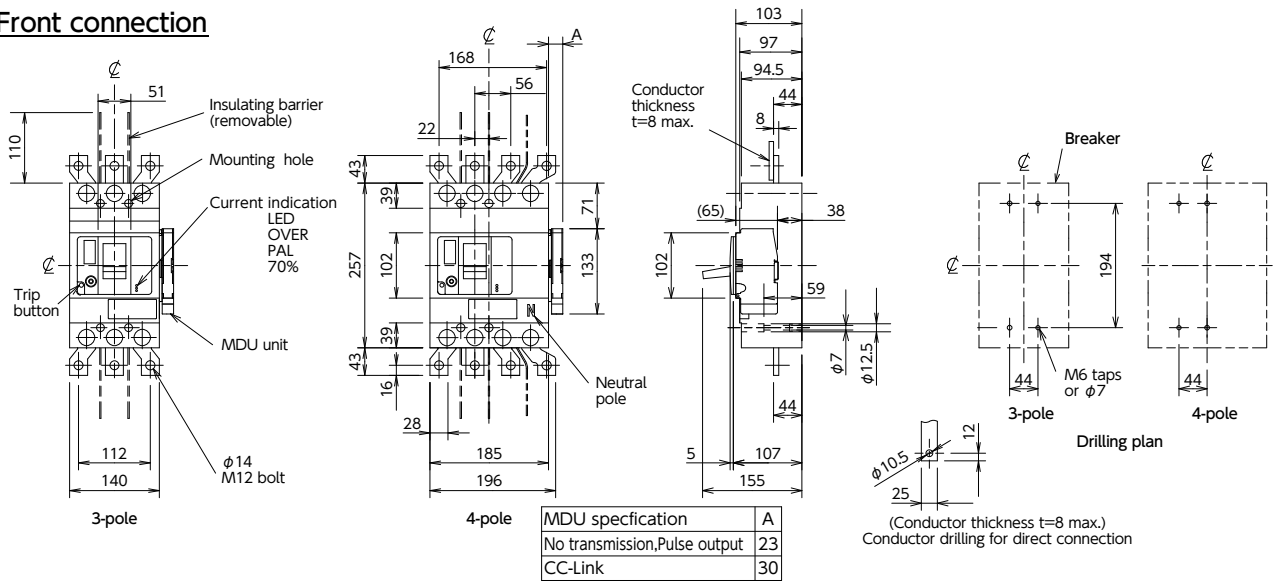 Front connection
℄
51
110
Insulating barrier
(removable)
Mounting hole
Current indication
LED
OVER
PAL
70%
℄
Trip
button
MDU unit
φ14
M12 bolt
112
140
3-pole
℄
A
168
56
22
43
39
257
102
39
43
16
28
71
133
N
Neutral
pole
185
196
4-pole
103
97
94.5
44
8
Conductor
thickness
t=8 max.
(65)
38
102
59
φ7
φ12.5
44
5
107
155
Breaker
℄
℄
℄
194
M6 taps
or φ7
44
44
3-pole
4-pole
Drilling plan
φ10.5
12
25
(Conductor thickness t=8 max.)
Conductor drilling for direct connection
MDU specfication A
No transmission,Pulse output 23
CC-Link 30